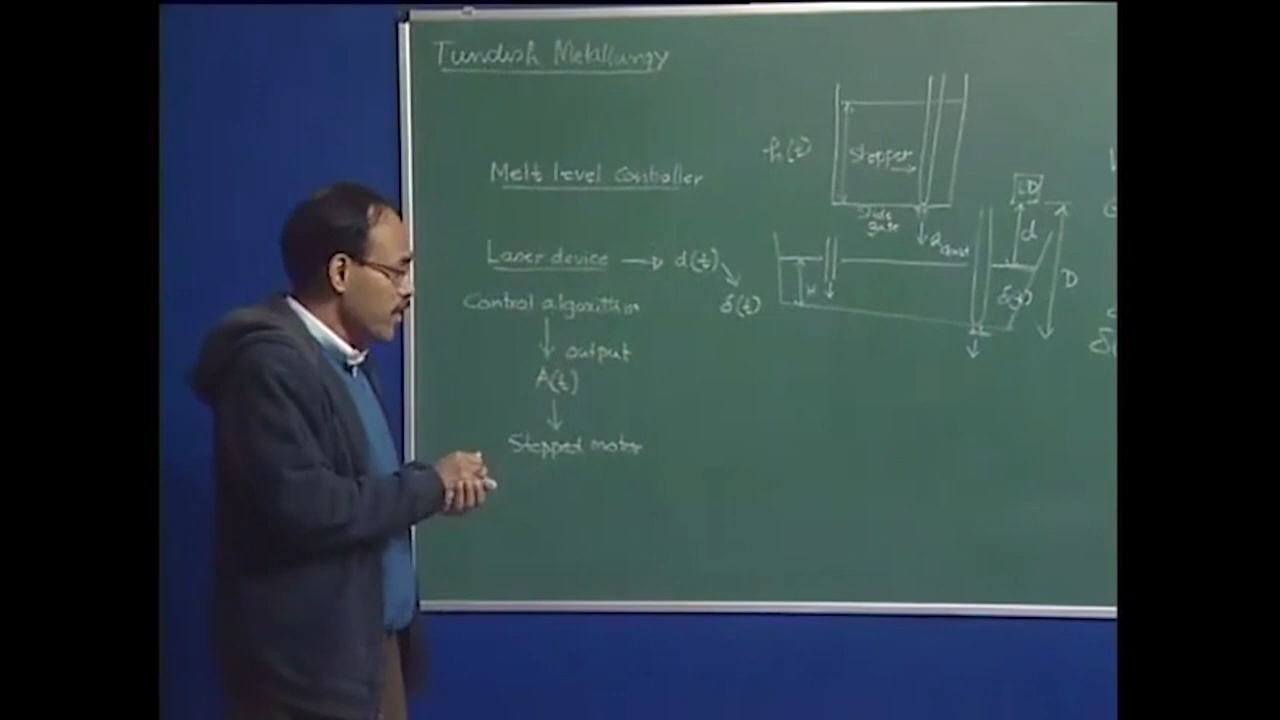 Tundish Metallurgy
Melt level Controller
Laser device → d(t)
δ(t)
Control algorithm
output
A(t)
Stepped motor
h(t)
Stopper
Slide
gate
LD
d
D
H
δ(t)